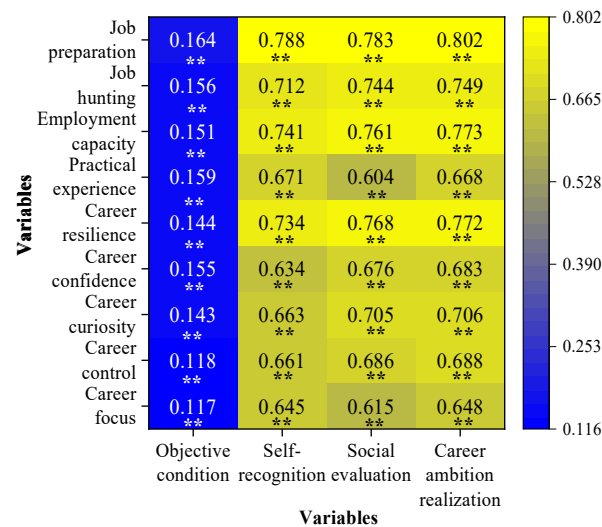 Variables
Job
preparation
0.164 0.788 0.783 0.802
** ** ** **
Job
hunting
0.156 0.712 0.744 0.749
** ** ** **
Employment
capacity
0.151 0.741 0.761 0.773
** ** ** **
Practical
experience
0.159 0.671 0.604 0.668
** ** ** **
Career
resilience
0.144 0.734 0.768 0.772
** ** ** **
Career
confidence
0.155 0.634 0.676 0.683
** ** ** **
Career
curiosity
0.143 0.663 0.705 0.706
** ** ** **
Career
control
0.118 0.661 0.686 0.688
** ** ** **
Career
focus
0.117 0.645 0.615 0.648
** ** ** **
Objective
condition
Self-
recognition
Social
evaluation
Career
ambition
realization
Variables
0.802
0.665
0.528
0.390
0.253
0.116